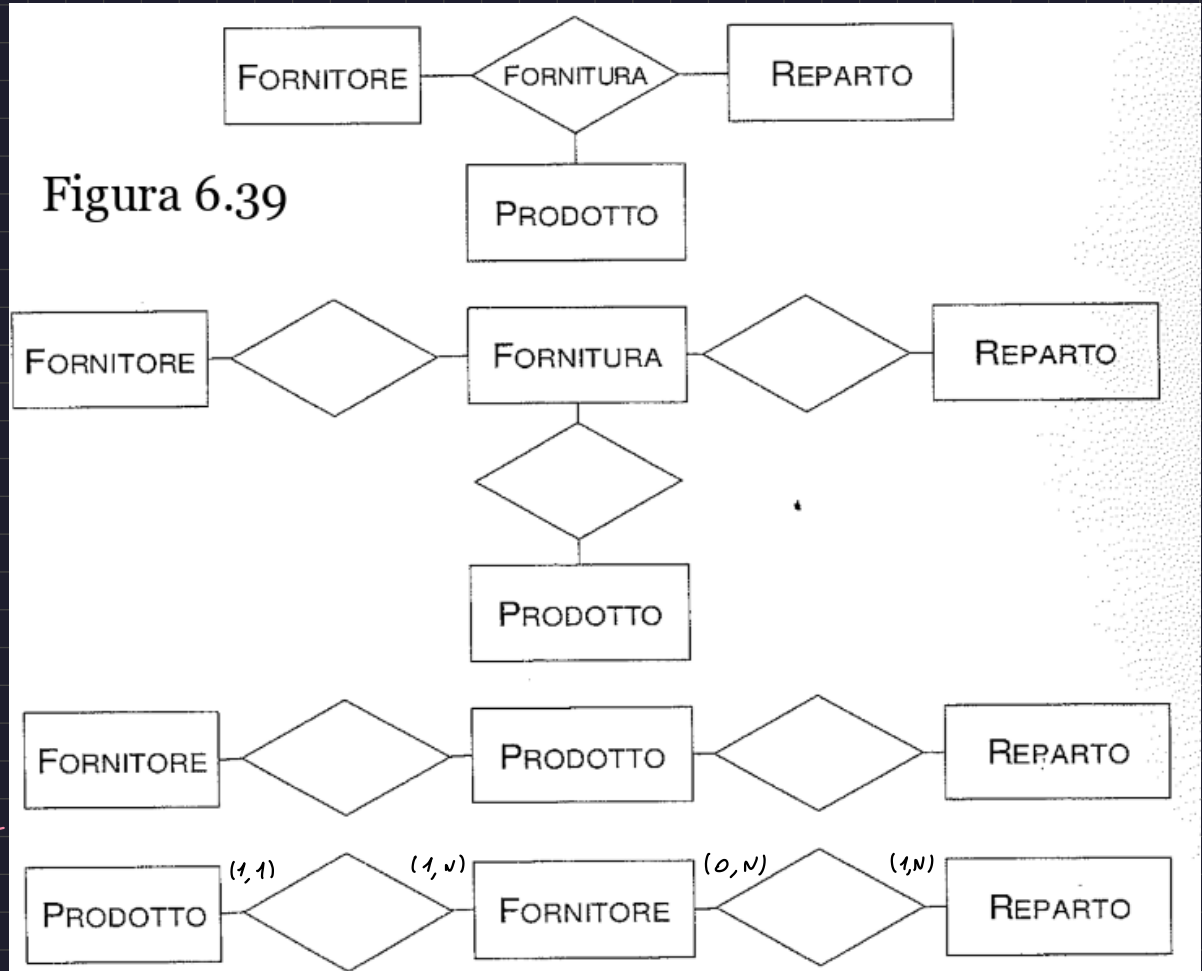 FORNITORE FORNITURA REPARTO
Figura 6.39
PRODOTTO
FORNITORE FORNITURA REPARTO
PRODOTTO
FORNITORE PRODOTTO REPARTO
(1,1) (1,N) (0,N) (1,N)
PRODOTTO FORNITORE REPARTO